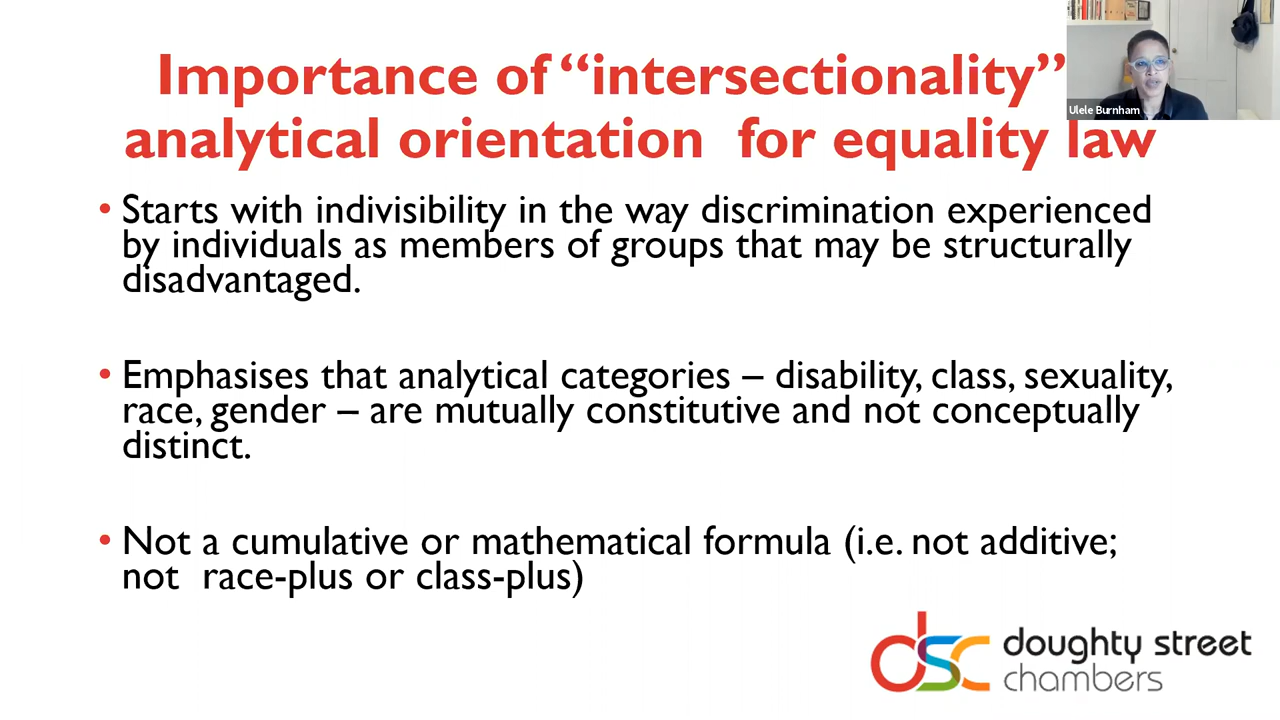 Importance of “intersectionality”
analytical orientation for equality law
Ulele Burnham
• Starts with indivisibility in the way discrimination experienced
by individuals as members of groups that may be structurally
disadvantaged.
• Emphasises that analytical categories – disability, class, sexuality,
race, gender – are mutually constitutive and not conceptually
distinct.
• Not a cumulative or mathematical formula (i.e. not additive;
not race-plus or class-plus)
dsc doughty street
chambers